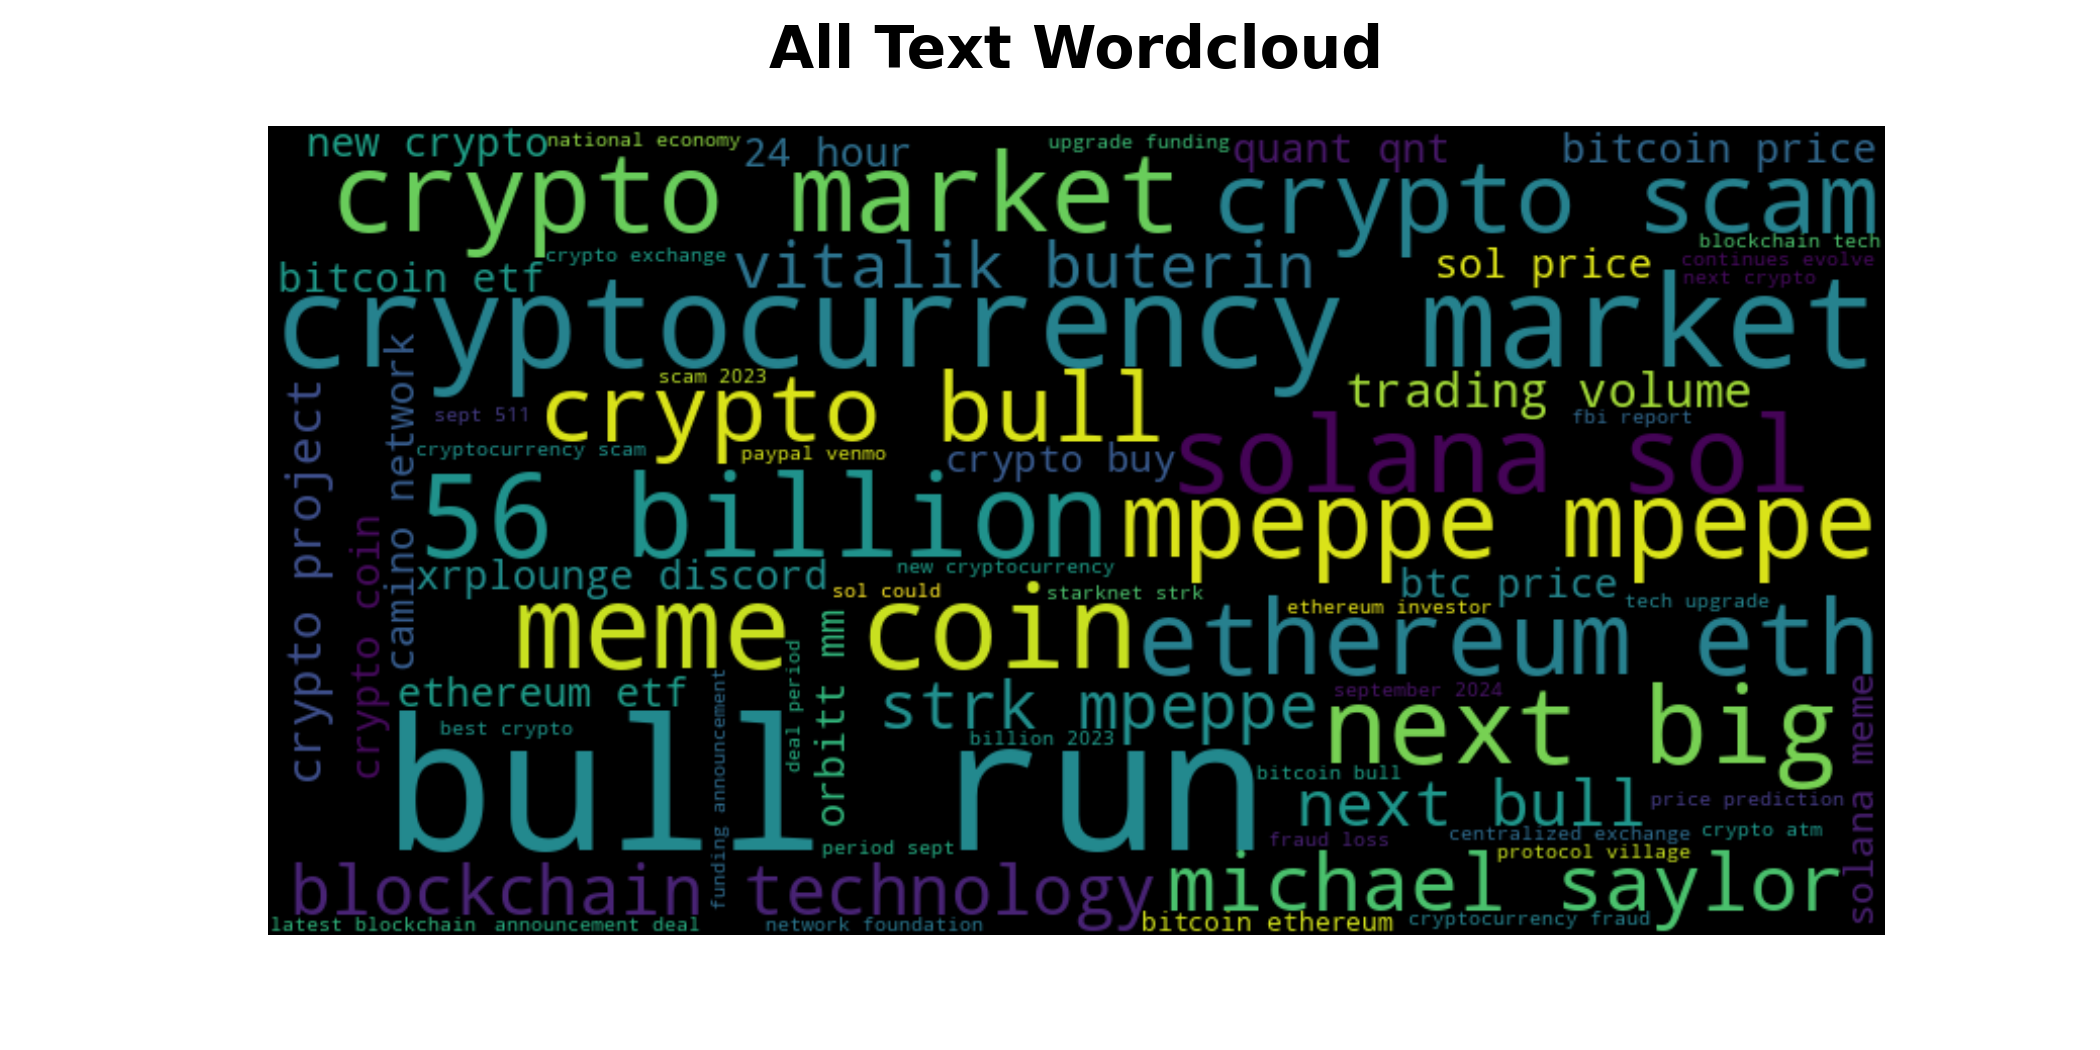 All Text Wordcloud
new crypto
national economy
24 hour
upgrade funding
quant qnt
bitcoin price
crypto market
crypto scam
blockchain tech
bitcoin etf
crypto exchange
vitalik buterin
sol price
continues evolve
next crypto
cryptocurrency market
scam 2023
crypto bull
trading volume
sept 511
fbi report
cryptocurrency scam
paypal venmo
crypto buy
solana sol
crypto project
camino network
crypto coin
56 billion
mpeppe mpepe
xrplounge discord
new cryptocurrency
btc price
sol could
starknet strk
ethereum investor
tech upgrade
meme coin
ethereum eth
orbitt mm
deal period
ethereum etf
funding announcement
strk mpeppe
september 2024
next big
solana meme
best crypto
billion 2023
bull run
bitcoin bull
next bull
price prediction
fraud loss
centralized exchange
crypto atm
period sept
protocol village
blockchain technology
michael saylor
latest blockchain
announcement deal
network foundation
bitcoin ethereum
cryptocurrency fraud